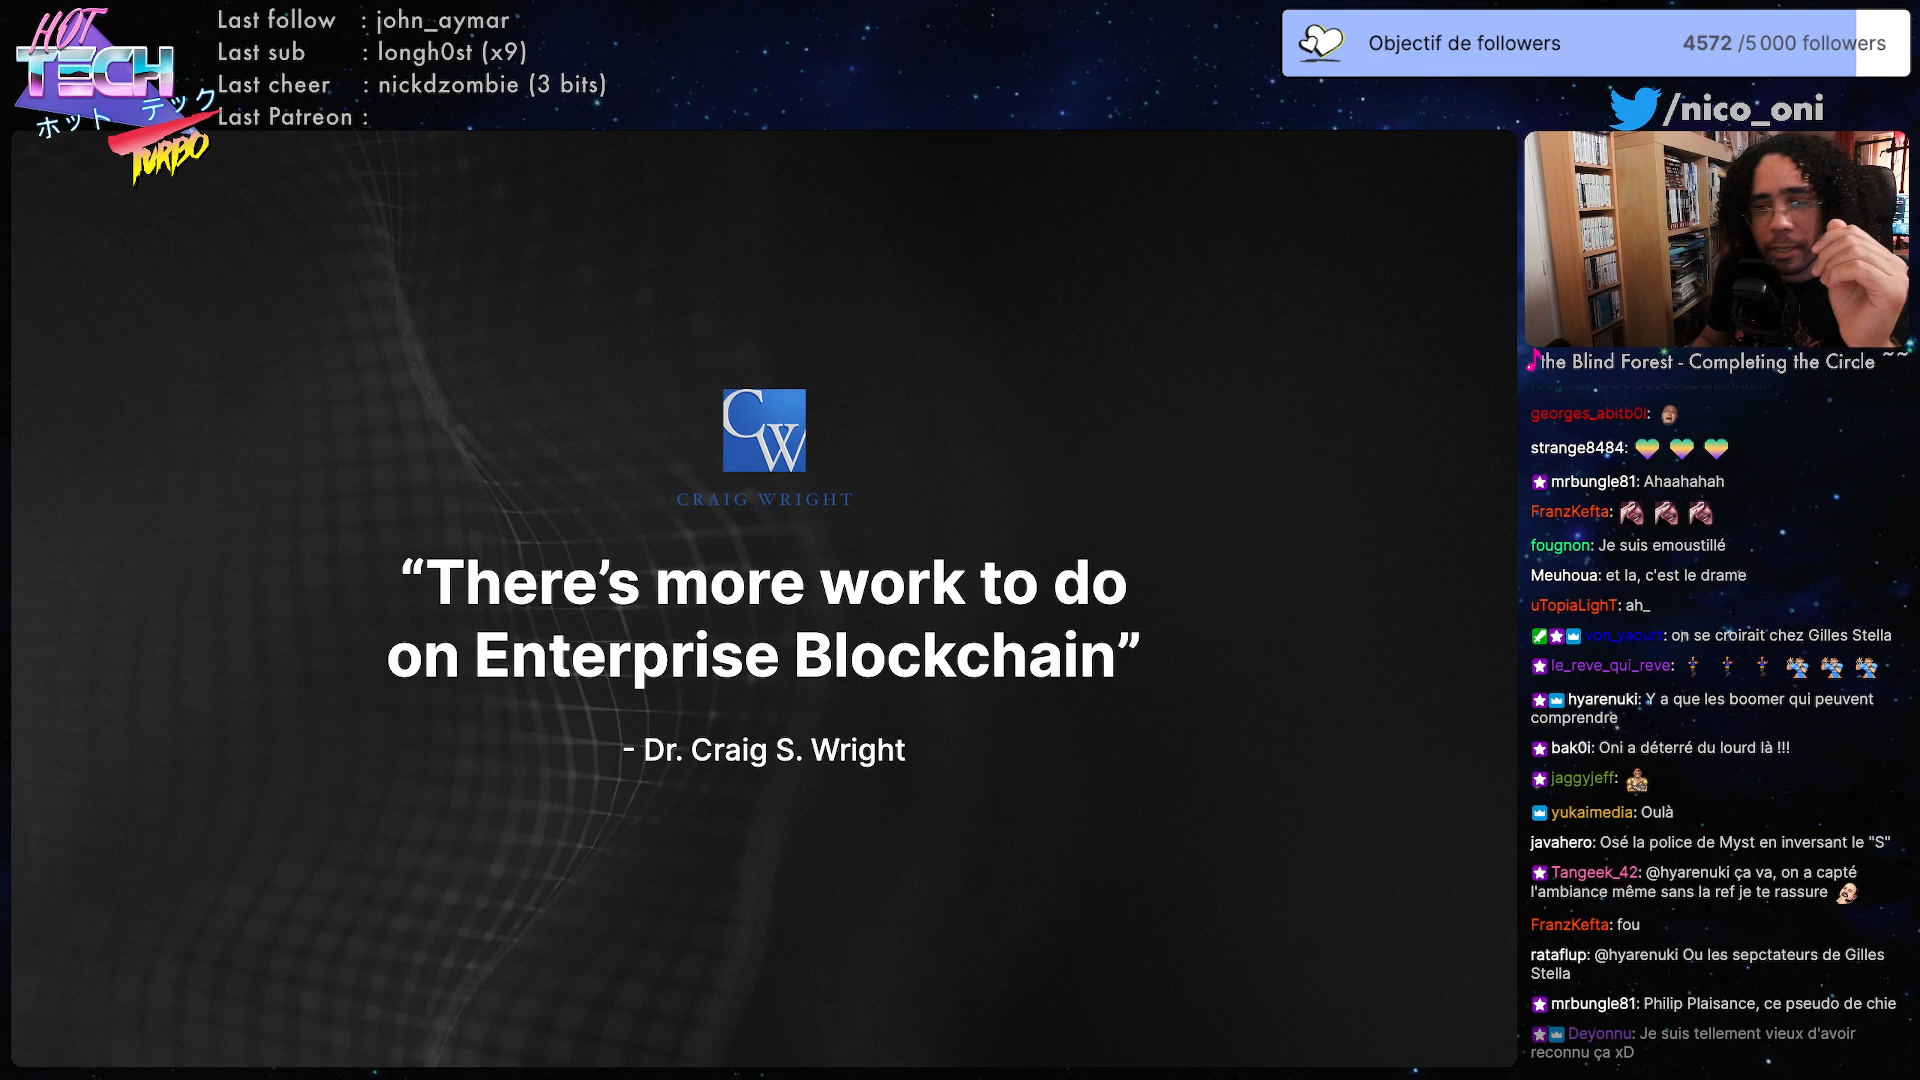 HOT
TECH
ホット テック
TURBO
Last follow : john_aymar
Last sub : longh0st (x9)
Last cheer : nickdzombie (3 bits)
Last Patreon :
Objectif de followers 4572 /5 000 followers
/nico_oni
CW
CRAIG WRIGHT
“There’s more work to do
on Enterprise Blockchain”
- Dr. Craig S. Wright
the Blind Forest - Completing the Circle ~~
georges_abitb0l:
strange8484:
mrbungle81: Ahaahahah
FranzKefta:
fougnon: Je suis emoustillé
Meuhoua: et la, c'est le drame
uTopiaLighT: ah_
von_yaourt: on se croirait chez Gilles Stella
le_reve_qui_reve:
hyarenuki: Y a que les boomer qui peuvent
comprendre
bak0i: Oni a déterré du lourd là !!!
jaggyjeff:
yukaimedia: Oulà
javahero: Osé la police de Myst en inversant le "S"
Tangeek_42: @hyarenuki ça va, on a capté
l'ambiance même sans la ref je te rassure
FranzKefta: fou
rataflup: @hyarenuki Ou les sepctateurs de Gilles
Stella
mrbungle81: Philip Plaisance, ce pseudo de chie
Deyonnu: Je suis tellement vieux d'avoir
reconnu ça xD